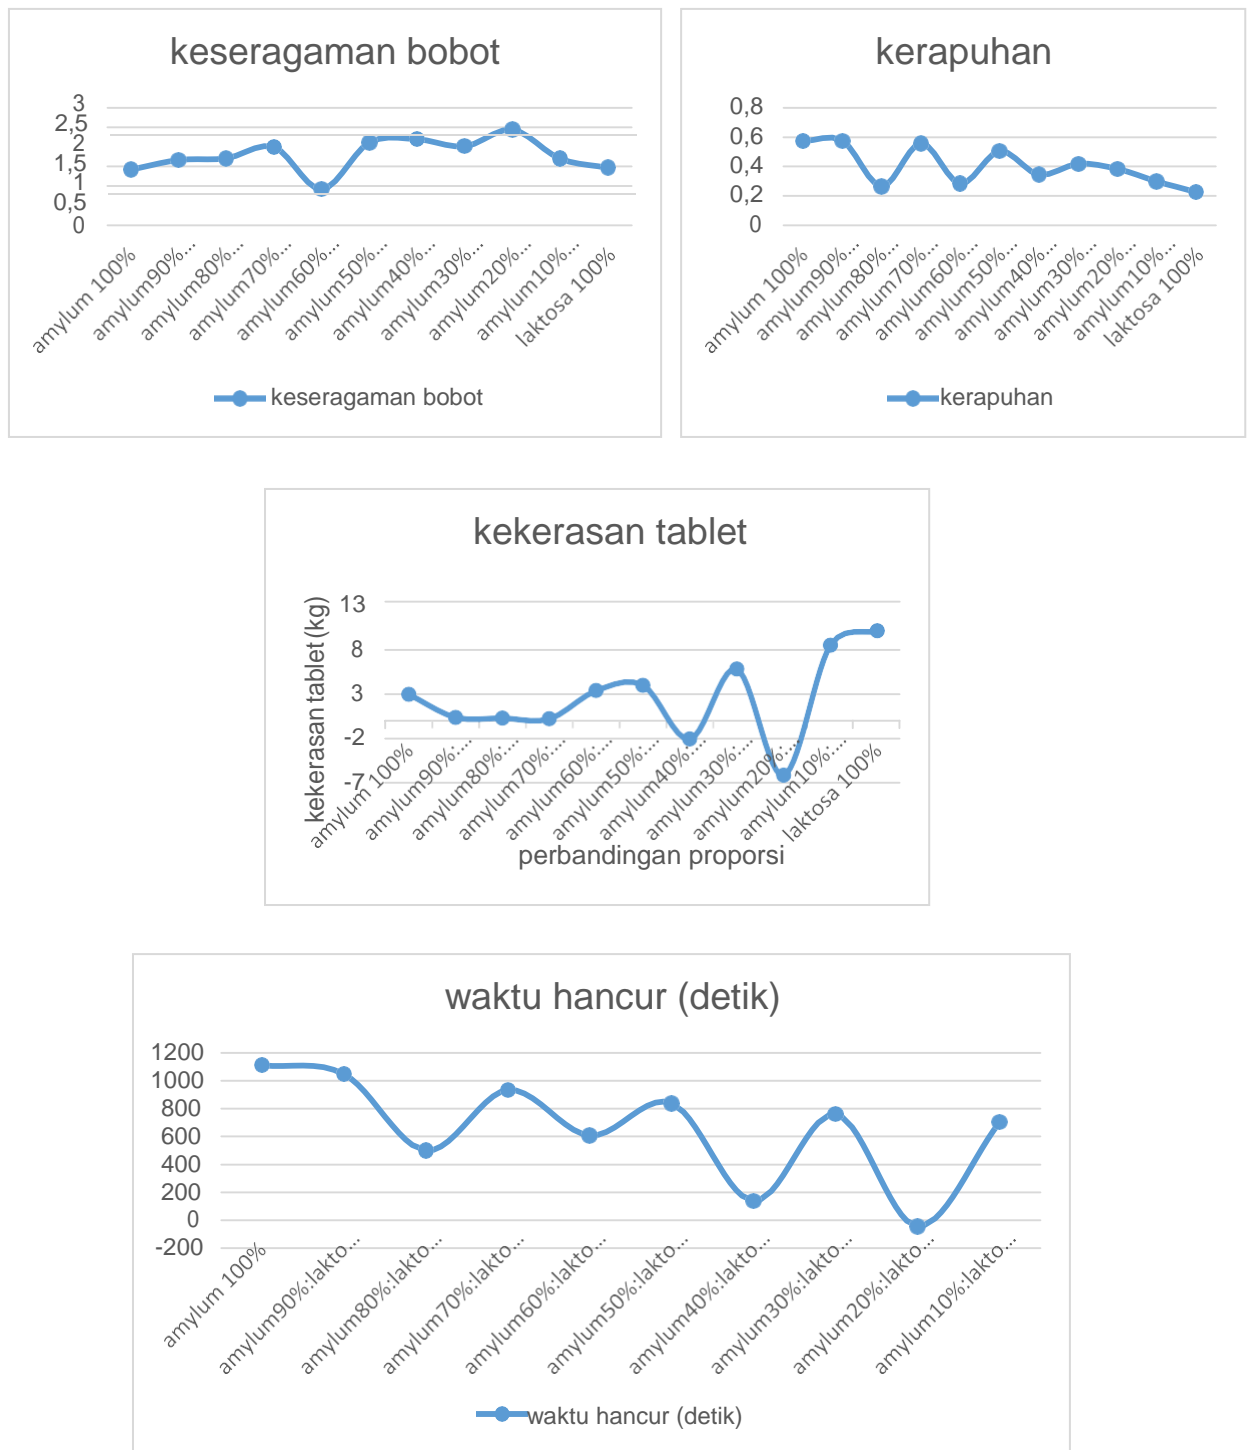 keseragaman bobot
3
2,5
2
1,5
1
0,5
0
amylum 100%
amylum90%...
amylum80%...
amylum70%...
amylum60%...
amylum50%...
amylum40%...
amylum30%...
amylum20%...
amylum10%...
laktosa 100%
keseragaman bobot
kerapuhan
0,8
0,6
0,4
0,2
0
amylum 100%
amylum90%...
amylum80%...
amylum70%...
amylum60%...
amylum50%...
amylum40%...
amylum30%...
amylum20%...
amylum10%...
laktosa 100%
kerapuhan
kekerasan tablet
kekerasan tablet (kg)
13
8
3
-2
-7
amylum 100%
amylum90%:...
amylum80%:...
amylum70%:...
amylum60%:...
amylum50%:...
amylum40%:...
amylum30%:...
amylum20%:...
amylum10%:...
laktosa 100%
perbandingan proporsi
waktu hancur (detik)
1200
1000
800
600
400
200
0
-200
amylum 100%
amylum90%:lakto...
amylum80%:lakto...
amylum70%:lakto...
amylum60%:lakto...
amylum50%:lakto...
amylum40%:lakto...
amylum30%:lakto...
amylum20%:lakto...
amylum10%:lakto...
waktu hancur (detik)